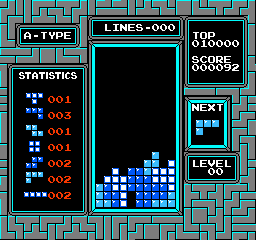 LINES-000
A-TYPE
TOP
010000
SCORE
000092
STATISTICS
001
003
001
001
002
002
002
NEXT
LEVEL
00